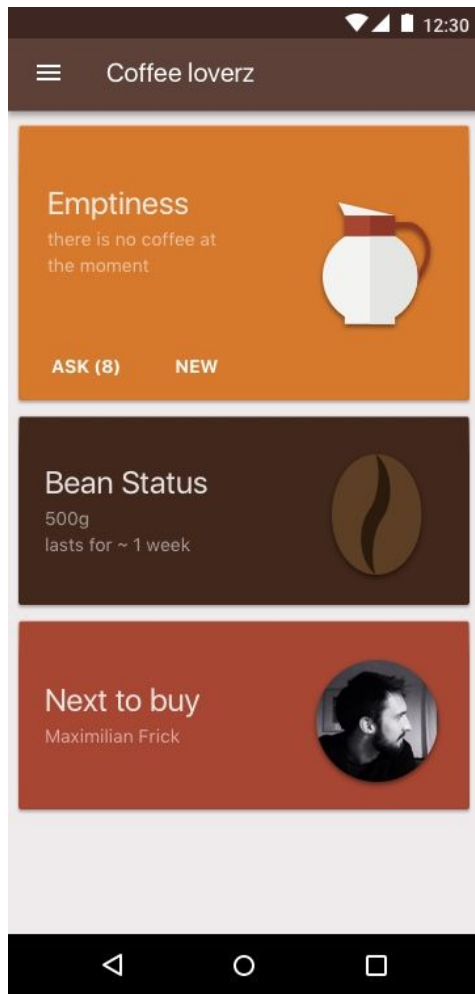 12:30
Coffee loverz
Emptiness
there is no coffee at
the moment
ASK (8) NEW
Bean Status
500g
lasts for ~ 1 week
Next to buy
Maximilian Frick